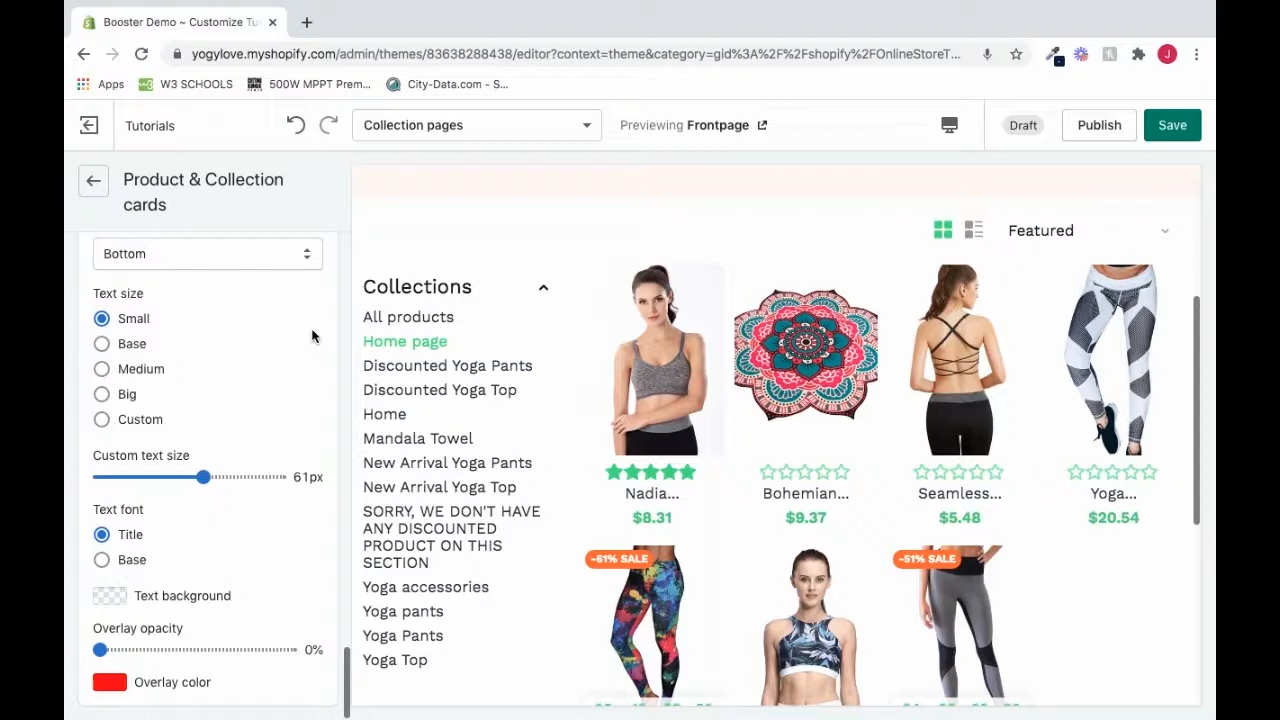 Booster Demo ~ Customize Tu
yogylove.myshopify.com/admin/themes/83638288438/editor?context=theme&category=gid%3A%2F%2Fshopify%2FOnlineStoreT...
Apps W3 SCHOOLS 500W MPPT Prem... City-Data.com - S...
J
Tutorials
Collection pages
Previewing Frontpage
Draft
Publish
Save
Product & Collection
cards
Bottom
Text size
Small
Base
Medium
Big
Custom
Custom text size
61px
Text font
Title
Base
Text background
Overlay opacity
0%
Overlay color
Featured
Collections
All products
Home page
Discounted Yoga Pants
Discounted Yoga Top
Home
Mandala Towel
New Arrival Yoga Pants
New Arrival Yoga Top
SORRY, WE DON'T HAVE
ANY DISCOUNTED
PRODUCT ON THIS
SECTION
Yoga accessories
Yoga pants
Yoga Pants
Yoga Top
Nadia...
$8.31
Bohemian...
$9.37
Seamless...
$5.48
Yoga...
$20.54
-61% SALE
-51% SALE